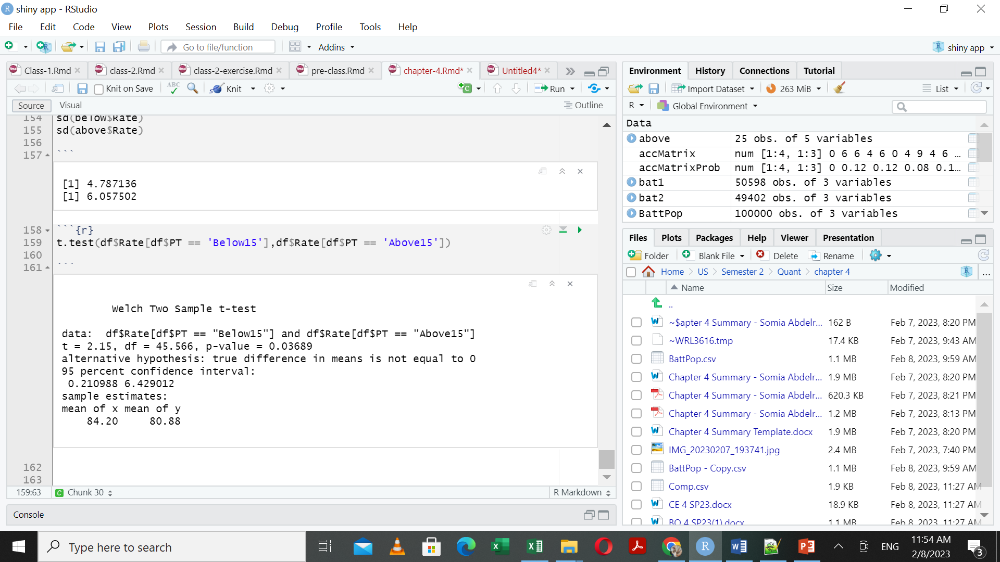 shiny app - RStudio
File Edit Code View Plots Session Build Debug Profile Tools Help
Go to file/function Addins shiny app
Class-1.Rmd class-2.Rmd class-2-exercise.Rmd pre-class.Rmd chapter-4.Rmd* Untitled4*
Knit on Save ABC Knit Run
Source Visual Outline
154 sd(below$Rate)
155 sd(above$Rate)
156
157 ```
[1] 4.787136
[1] 6.057502
158 ```{r}
159 t.test(df$Rate[df$PT == 'Below15'],df$Rate[df$PT == 'Above15'])
160
161 ```
Welch Two Sample t-test
data: df$Rate[df$PT == "Below15"] and df$Rate[df$PT == "Above15"]
t = 2.15, df = 45.566, p-value = 0.03689
alternative hypothesis: true difference in means is not equal to 0
95 percent confidence interval:
0.210988 6.429012
sample estimates:
mean of x mean of y
84.20 80.88
162
163
159:63 Chunk 30 R Markdown
Console
Environment History Connections Tutorial
Import Dataset 263 MiB List
R Global Environment
Data
above 25 obs. of 5 variables
accMatrix num [1:4, 1:3] 0 6 6 4 6 0 4 9 4 6 …
accMatrixProb num [1:4, 1:3] 0 0.12 0.12 0.08 0.1…
bat1 50598 obs. of 3 variables
bat2 49402 obs. of 3 variables
BattPop 100000 obs. of 3 variables
Files Plots Packages Help Viewer Presentation
Folder Blank File Delete Rename
Home US Semester 2 Quant chapter 4 ...
Name Size Modified
..
~$apter 4 Summary - Somia Abdelr... 162 B Feb 7, 2023, 8:20 PM
~WRL3616.tmp 17.4 KB Feb 7, 2023, 9:43 AM
BattPop.csv 1.1 MB Feb 8, 2023, 9:59 AM
Chapter 4 Summary - Somia Abdelr... 1.9 MB Feb 7, 2023, 8:20 PM
Chapter 4 Summary - Somia Abdelr... 620.3 KB Feb 7, 2023, 8:21 PM
Chapter 4 Summary - Somia Abdelr... 1.2 MB Feb 7, 2023, 8:13 PM
Chapter 4 Summary Template.docx 1.9 MB Feb 7, 2023, 8:20 PM
IMG_20230207_193741.jpg 2.4 MB Feb 7, 2023, 7:40 PM
BattPop - Copy.csv 1.1 MB Feb 8, 2023, 9:59 AM
Comp.csv 1.9 KB Feb 8, 2023, 11:27 AM
CE 4 SP23.docx 18.9 KB Feb 8, 2023, 11:27 AM
BO 4 SP23(1).docx 1.1 MB Feb 8, 2023, 11:27 AM
Type here to search
ENG
11:54 AM
2/8/2023
3